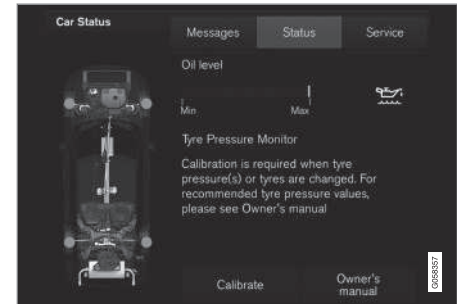 Car Status
Messages
Status
Service
Oil level
Min
Max
Tyre Pressure Monitor
Calibration is required when tyre
pressure(s) or tyres are changed. For
recommended tyre pressure values,
please see Owner's manual
Calibrate
Owner's
manual
G058357